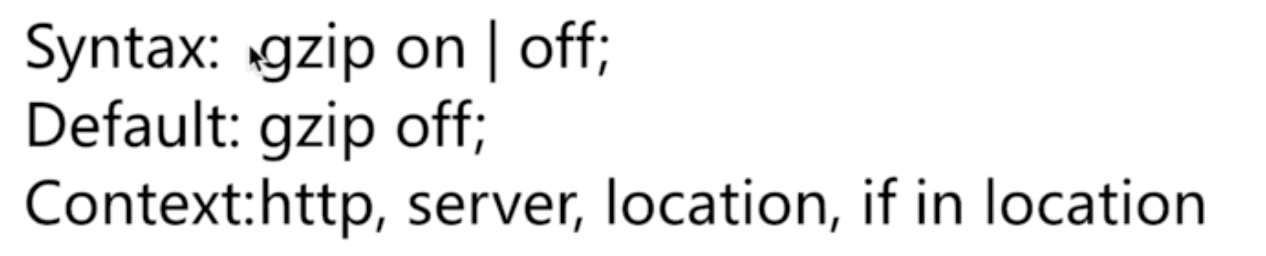 Syntax: gzip on | off;
Default: gzip off;
Context:http, server, location, if in location